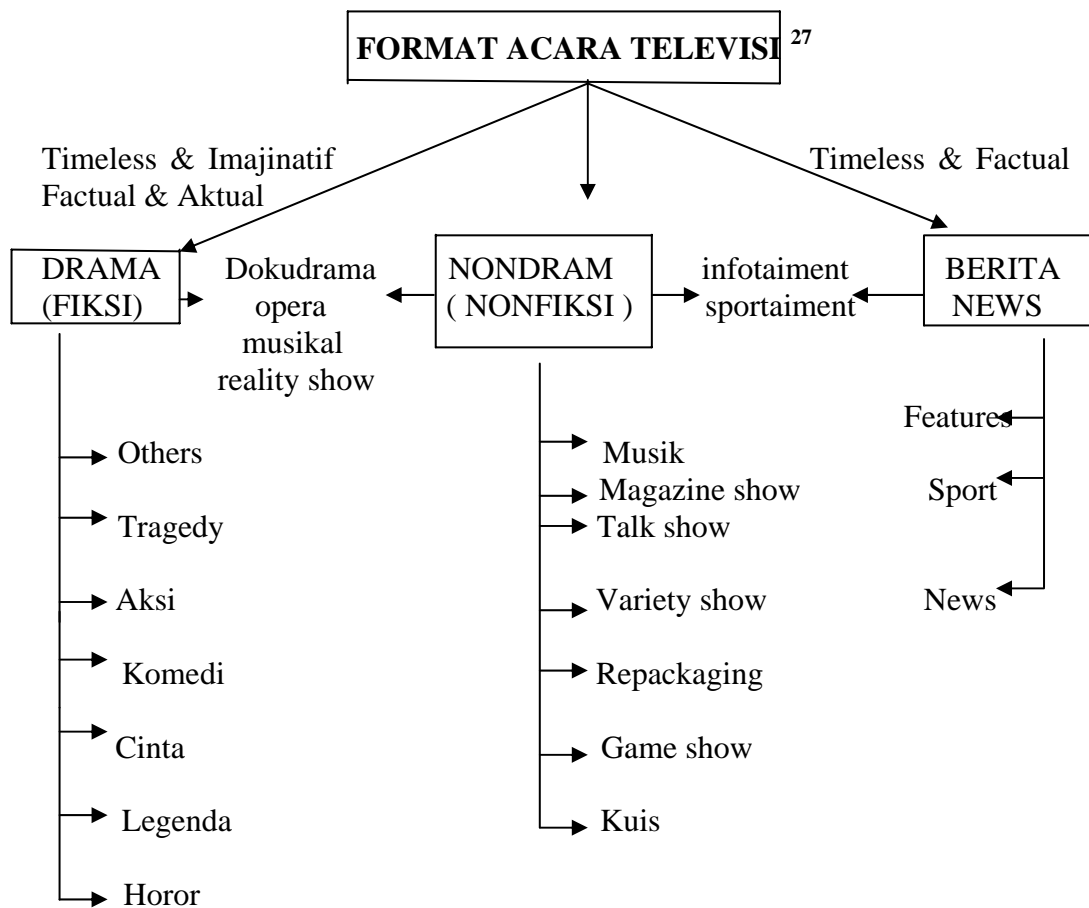 FORMAT ACARA TELEVISI 27
Timeless & Imajinatif
Factual & Aktual
Timeless & Factual
DRAMA
(FIKSI)
Dokudrama
opera
musikal
reality show
NONDRAM
( NONFIKSI )
infotaiment
sportaiment
BERITA
NEWS
Others
Tragedy
Aksi
Komedi
Cinta
Legenda
Horor
Musik
Magazine show
Talk show
Variety show
Repackaging
Game show
Kuis
Features
Sport
News